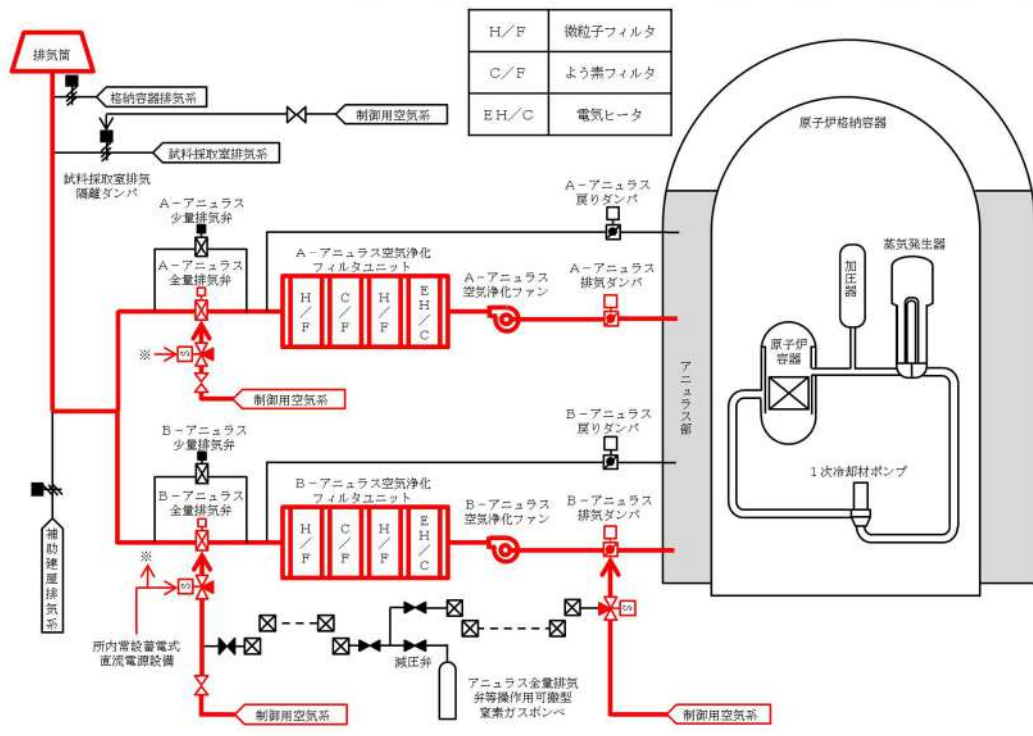 H/F 微粒子フィルタ
C/F よう素フィルタ
EH/C 電気ヒータ
排気筒
格納容器排気系
制御用空気系
試料採取室排気系
試料採取室排気
隔離ダンパ
原子炉格納容器
A-アニュラス
少量排気弁
A-アニュラス
全量排気弁
A-アニュラス空気浄化
フィルタユニット
H/F
C/F
H/F
EH/C
A-アニュラス
空気浄化ファン
A-アニュラス
戻りダンパ
A-アニュラス
排気ダンパ
※
S
制御用空気系
アニュラス部
加圧器
蒸気発生器
原子炉
容器
1次冷却材ポンプ
B-アニュラス
少量排気弁
B-アニュラス
全量排気弁
B-アニュラス空気浄化
フィルタユニット
H/F
C/F
H/F
EH/C
B-アニュラス
空気浄化ファン
B-アニュラス
戻りダンパ
B-アニュラス
排気ダンパ
補助建屋排気系
※
S
所内常設蓄電式
直流電源設備
制御用空気系
減圧弁
アニュラス全量排気
弁等操作用可搬型
窒素ガスボンベ
S
制御用空気系